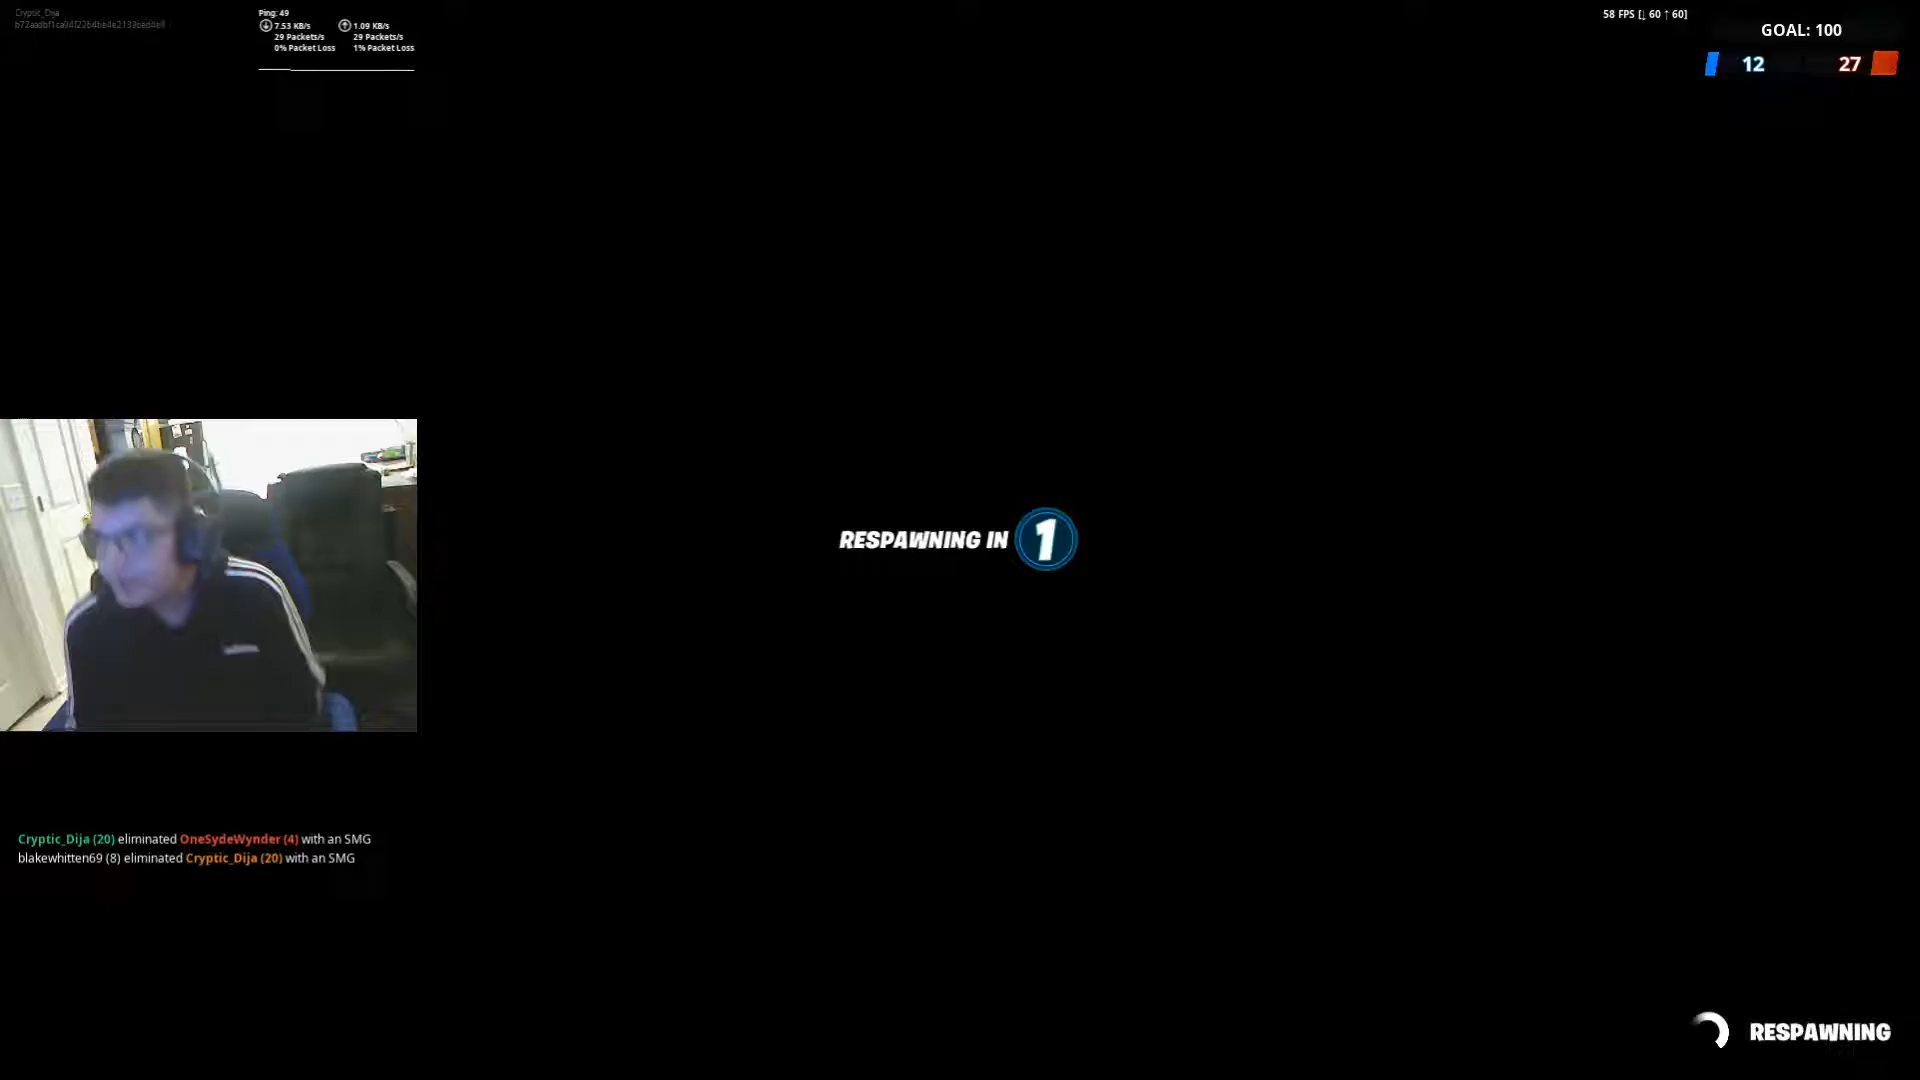 Cryptic_Dija
Ping: 49
7.53 KB/s 1.09 KB/s
29 Packets/s 29 Packets/s
0% Packet Loss 1% Packet Loss
58 FPS [↓ 60 ↑ 60]
GOAL: 100
12 27
RESPAWNING IN 1
Cryptic_Dija (20) eliminated OneSydeWynder (4) with an SMG
blakewhitten69 (8) eliminated Cryptic_Dija (20) with an SMG
RESPAWNING